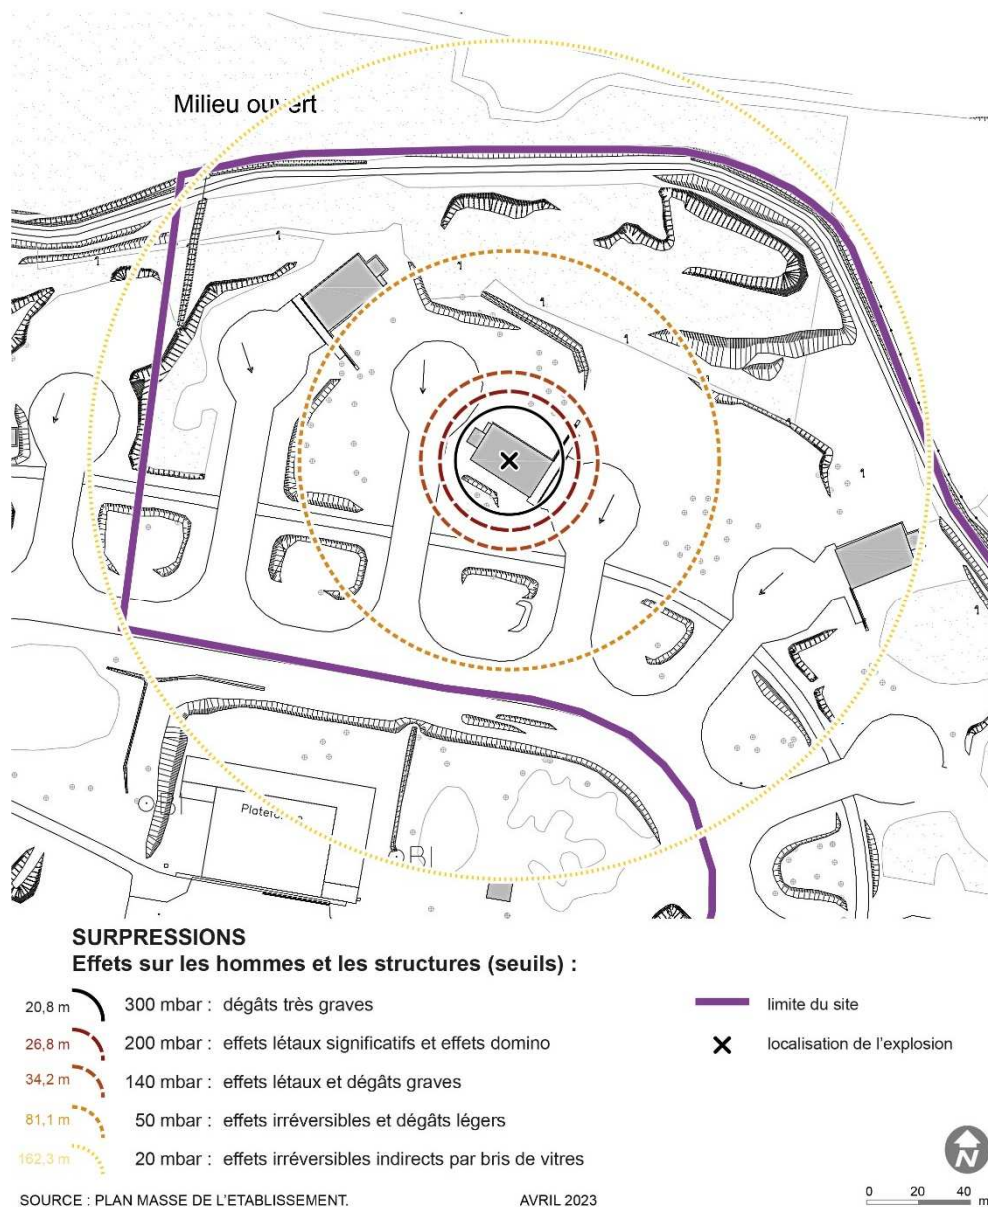 Milieu ouvert
BI
Plateforme
BI
SURPRESSIONS
Effets sur les hommes et les structures (seuils) :
20,8 m 300 mbar : dégâts très graves
26,8 m 200 mbar : effets létaux significatifs et effets domino
34,2 m 140 mbar : effets létaux et dégâts graves
81,1 m 50 mbar : effets irréversibles et dégâts légers
162,3 m 20 mbar : effets irréversibles indirects par bris de vitres
limite du site
localisation de l'explosion
N
0 20 40 m
SOURCE : PLAN MASSE DE L'ETABLISSEMENT. AVRIL 2023